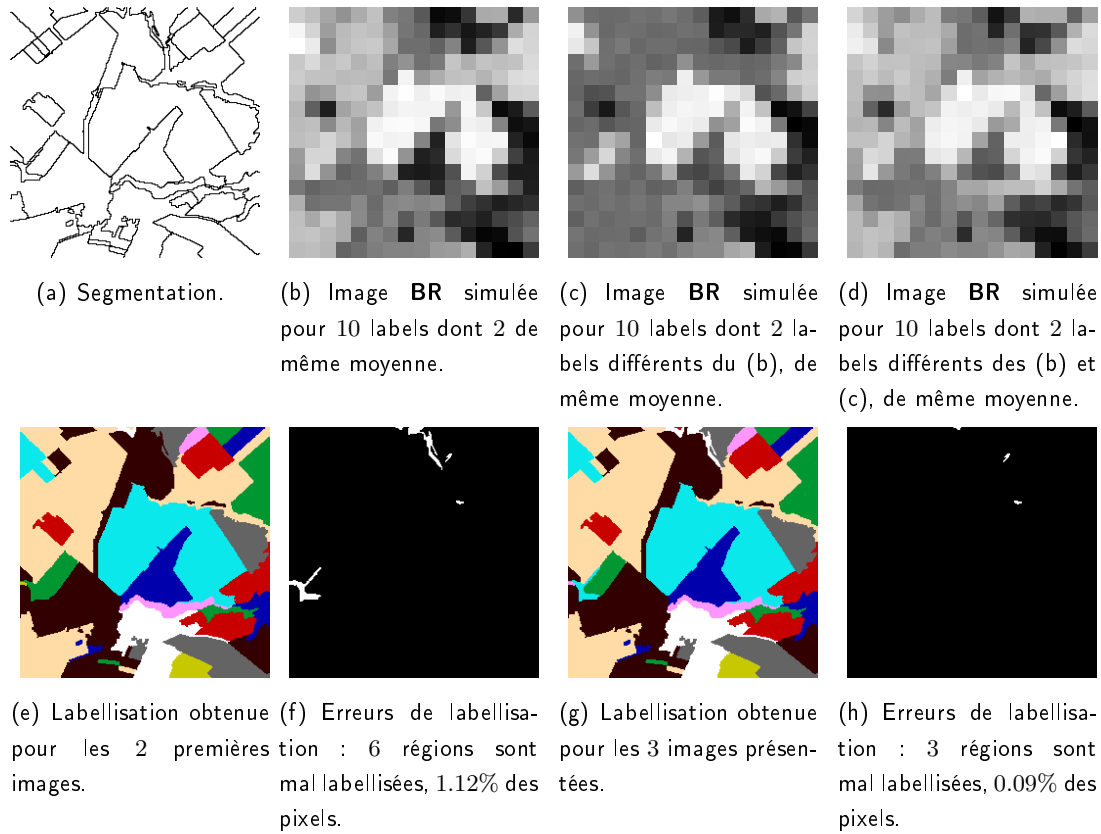 (a) Segmentation.
(b) Image BR simulée
pour 10 labels dont 2 de
même moyenne.
(c) Image BR simulée
pour 10 labels dont 2 la-
bels différents du (b), de
même moyenne.
(d) Image BR simulée
pour 10 labels dont 2 la-
bels différents des (b) et
(c), de même moyenne.
(e) Labellisation obtenue
pour les 2 premières
images.
(f) Erreurs de labellisa-
tion : 6 régions sont
mal labellisées, 1.12% des
pixels.
(g) Labellisation obtenue
pour les 3 images présen-
tées.
(h) Erreurs de labellisa-
tion : 3 régions sont
mal labellisées, 0.09% des
pixels.